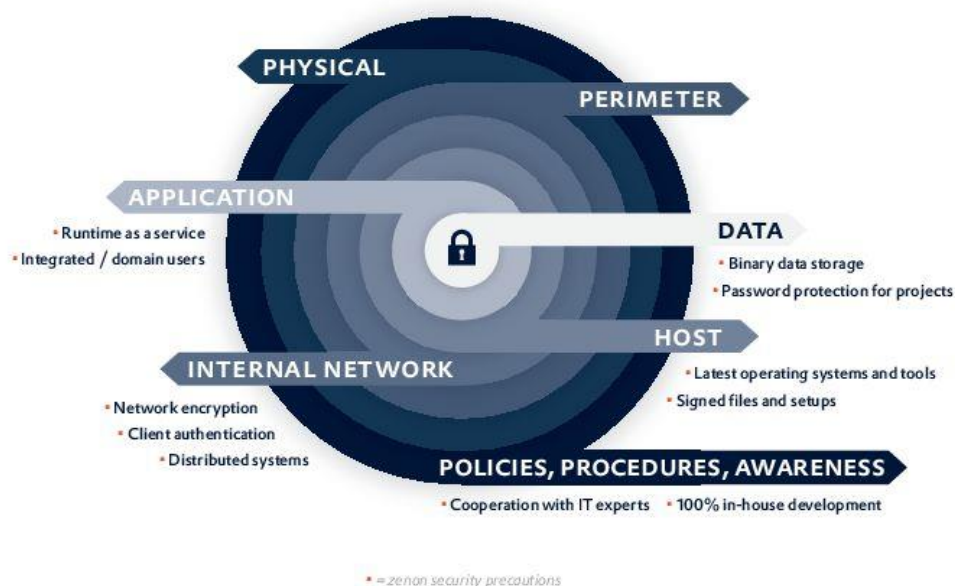 PHYSICAL
PERIMETER
APPLICATION
▪ Runtime as a service
▪ Integrated / domain users
DATA
▪ Binary data storage
▪ Password protection for projects
HOST
▪ Latest operating systems and tools
▪ Signed files and setups
INTERNAL NETWORK
▪ Network encryption
▪ Client authentication
▪ Distributed systems
POLICIES, PROCEDURES, AWARENESS
▪ Cooperation with IT experts ▪ 100% in-house development
▪ = zenon security precautions